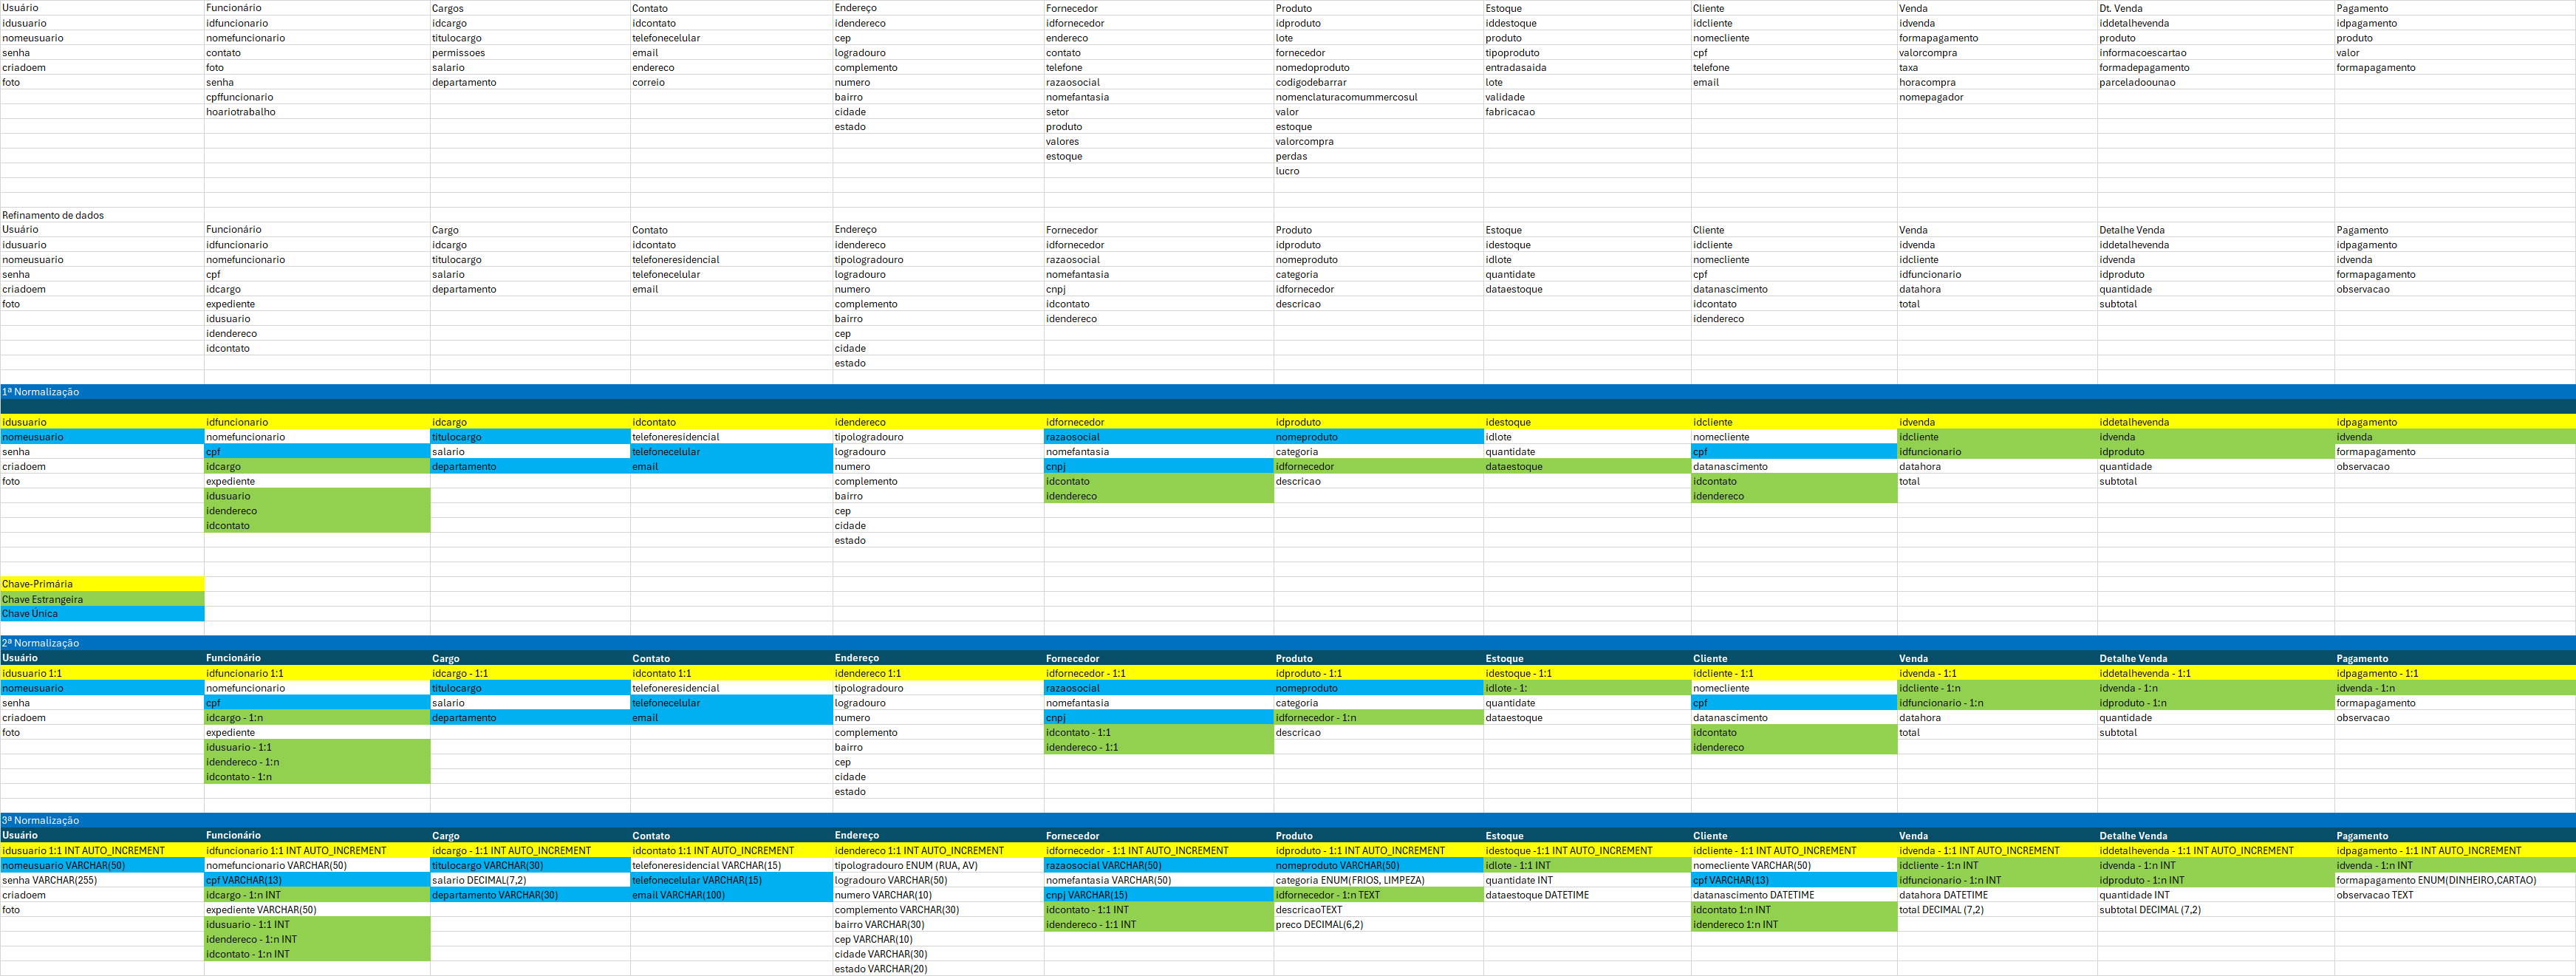 Usuário Funcionário Cargos Contato Endereço Fornecedor Produto Estoque Cliente Venda Dt. Venda Pagamento
idusuario idfuncionario idcargo idcontato idendereco idfornecedor idproduto iddestoque idcliente idvenda iddetalhevenda idpagamento
nomeusuario nomefuncionario titulocargo telefonecelular cep endereco lote produto nomecliente formapagamento produto produto
senha contato permissoes email logradouro contato fornecedor tipoproduto cpf valorcompra informacoescartao valor
criadoem foto salario endereco complemento telefone nomedoproduto entradasaida telefone taxa formadepagamento formapagamento
foto senha departamento correio numero razaosocial codigodebarrar lote email horacompra parceladoounao
cpffuncionario bairro nomefantasia nomenclaturacomummercosul validade nomepagador
hoariotrabalho cidade setor valor fabricacao
estado produto estoque
valores valorcompra
estoque perdas
lucro
Refinamento de dados
Usuário Funcionário Cargo Contato Endereço Fornecedor Produto Estoque Cliente Venda Detalhe Venda Pagamento
idusuario idfuncionario idcargo idcontato idendereco idfornecedor idproduto idestoque idcliente idvenda iddetalhevenda idpagamento
nomeusuario nomefuncionario titulocargo telefoneresidencial tipologradouro razaosocial nomeproduto idlote nomecliente idcliente idvenda idvenda
senha cpf salario telefonecelular logradouro nomefantasia categoria quantidate cpf idfuncionario idproduto formapagamento
criadoem idcargo departamento email numero cnpj idfornecedor dataestoque datanascimento datahora quantidade observacao
foto expediente complemento idcontato descricao idcontato total subtotal
idusuario bairro idendereco idendereco
idendereco cep
idcontato cidade
estado
1ª Normalização
idusuario idfuncionario idcargo idcontato idendereco idfornecedor idproduto idestoque idcliente idvenda iddetalhevenda idpagamento
nomeusuario nomefuncionario titulocargo telefoneresidencial tipologradouro razaosocial nomeproduto idlote nomecliente idcliente idvenda idvenda
senha cpf salario telefonecelular logradouro nomefantasia categoria quantidate cpf idfuncionario idproduto formapagamento
criadoem idcargo departamento email numero cnpj idfornecedor dataestoque datanascimento datahora quantidade observacao
foto expediente complemento idcontato descricao idcontato total subtotal
idusuario bairro idendereco idendereco
idendereco cep
idcontato cidade
estado
Chave-Primária
Chave Estrangeira
Chave Única
2ª Normalização
Usuário Funcionário Cargo Contato Endereço Fornecedor Produto Estoque Cliente Venda Detalhe Venda Pagamento
idusuario 1:1 idfuncionario 1:1 idcargo - 1:1 idcontato 1:1 idendereco 1:1 idfornecedor - 1:1 idproduto - 1:1 idestoque - 1:1 idcliente - 1:1 idvenda - 1:1 iddetalhevenda - 1:1 idpagamento - 1:1
nomeusuario nomefuncionario titulocargo telefoneresidencial tipologradouro razaosocial nomeproduto idlote - 1: nomecliente idcliente - 1:n idvenda - 1:n idvenda - 1:n
senha cpf salario telefonecelular logradouro nomefantasia categoria quantidate cpf idfuncionario - 1:n idproduto - 1:n formapagamento
criadoem idcargo - 1:n departamento email numero cnpj idfornecedor - 1:n dataestoque datanascimento datahora quantidade observacao
foto expediente complemento idcontato - 1:1 descricao idcontato total subtotal
idusuario - 1:1 bairro idendereco - 1:1 idendereco
idendereco - 1:n cep
idcontato - 1:n cidade
estado
3ª Normalização
Usuário Funcionário Cargo Contato Endereço Fornecedor Produto Estoque Cliente Venda Detalhe Venda Pagamento
idusuario 1:1 INT AUTO_INCREMENT idfuncionario 1:1 INT AUTO_INCREMENT idcargo - 1:1 INT AUTO_INCREMENT idcontato 1:1 INT AUTO_INCREMENT idendereco 1:1 INT AUTO_INCREMENT idfornecedor - 1:1 INT AUTO_INCREMENT idproduto - 1:1 INT AUTO_INCREMENT idestoque -1:1 INT AUTO_INCREMENT idcliente - 1:1 INT AUTO_INCREMENT idvenda - 1:1 INT AUTO_INCREMENT iddetalhevenda - 1:1 INT AUTO_INCREMENT idpagamento - 1:1 INT AUTO_INCREMENT
nomeusuario VARCHAR(50) nomefuncionario VARCHAR(50) titulocargo VARCHAR(30) telefoneresidencial VARCHAR(15) tipologradouro ENUM (RUA, AV) razaosocial VARCHAR(50) nomeproduto VARCHAR(50) idlote - 1:1 INT nomecliente VARCHAR(50) idcliente - 1:n INT idvenda - 1:n INT idvenda - 1:n INT
senha VARCHAR(255) cpf VARCHAR(13) salario DECIMAL(7,2) telefonecelular VARCHAR(15) logradouro VARCHAR(50) nomefantasia VARCHAR(50) categoria ENUM(FRIOS, LIMPEZA) quantidate INT cpf VARCHAR(13) idfuncionario - 1:n INT idproduto - 1:n INT formapagamento ENUM(DINHEIRO,CARTAO)
criadoem idcargo - 1:n INT departamento VARCHAR(30) email VARCHAR(100) numero VARCHAR(10) cnpj VARCHAR(15) idfornecedor - 1:n TEXT dataestoque DATETIME datanascimento DATETIME datahora DATETIME quantidade INT observacao TEXT
foto expediente VARCHAR(50) complemento VARCHAR(30) idcontato - 1:1 INT descricaoTEXT idcontato 1:n INT total DECIMAL (7,2) subtotal DECIMAL (7,2)
idusuario - 1:1 INT bairro VARCHAR(30) idendereco - 1:1 INT preco DECIMAL(6,2) idendereco 1:n INT
idendereco - 1:n INT cep VARCHAR(10)
idcontato - 1:n INT cidade VARCHAR(30)
estado VARCHAR(20)